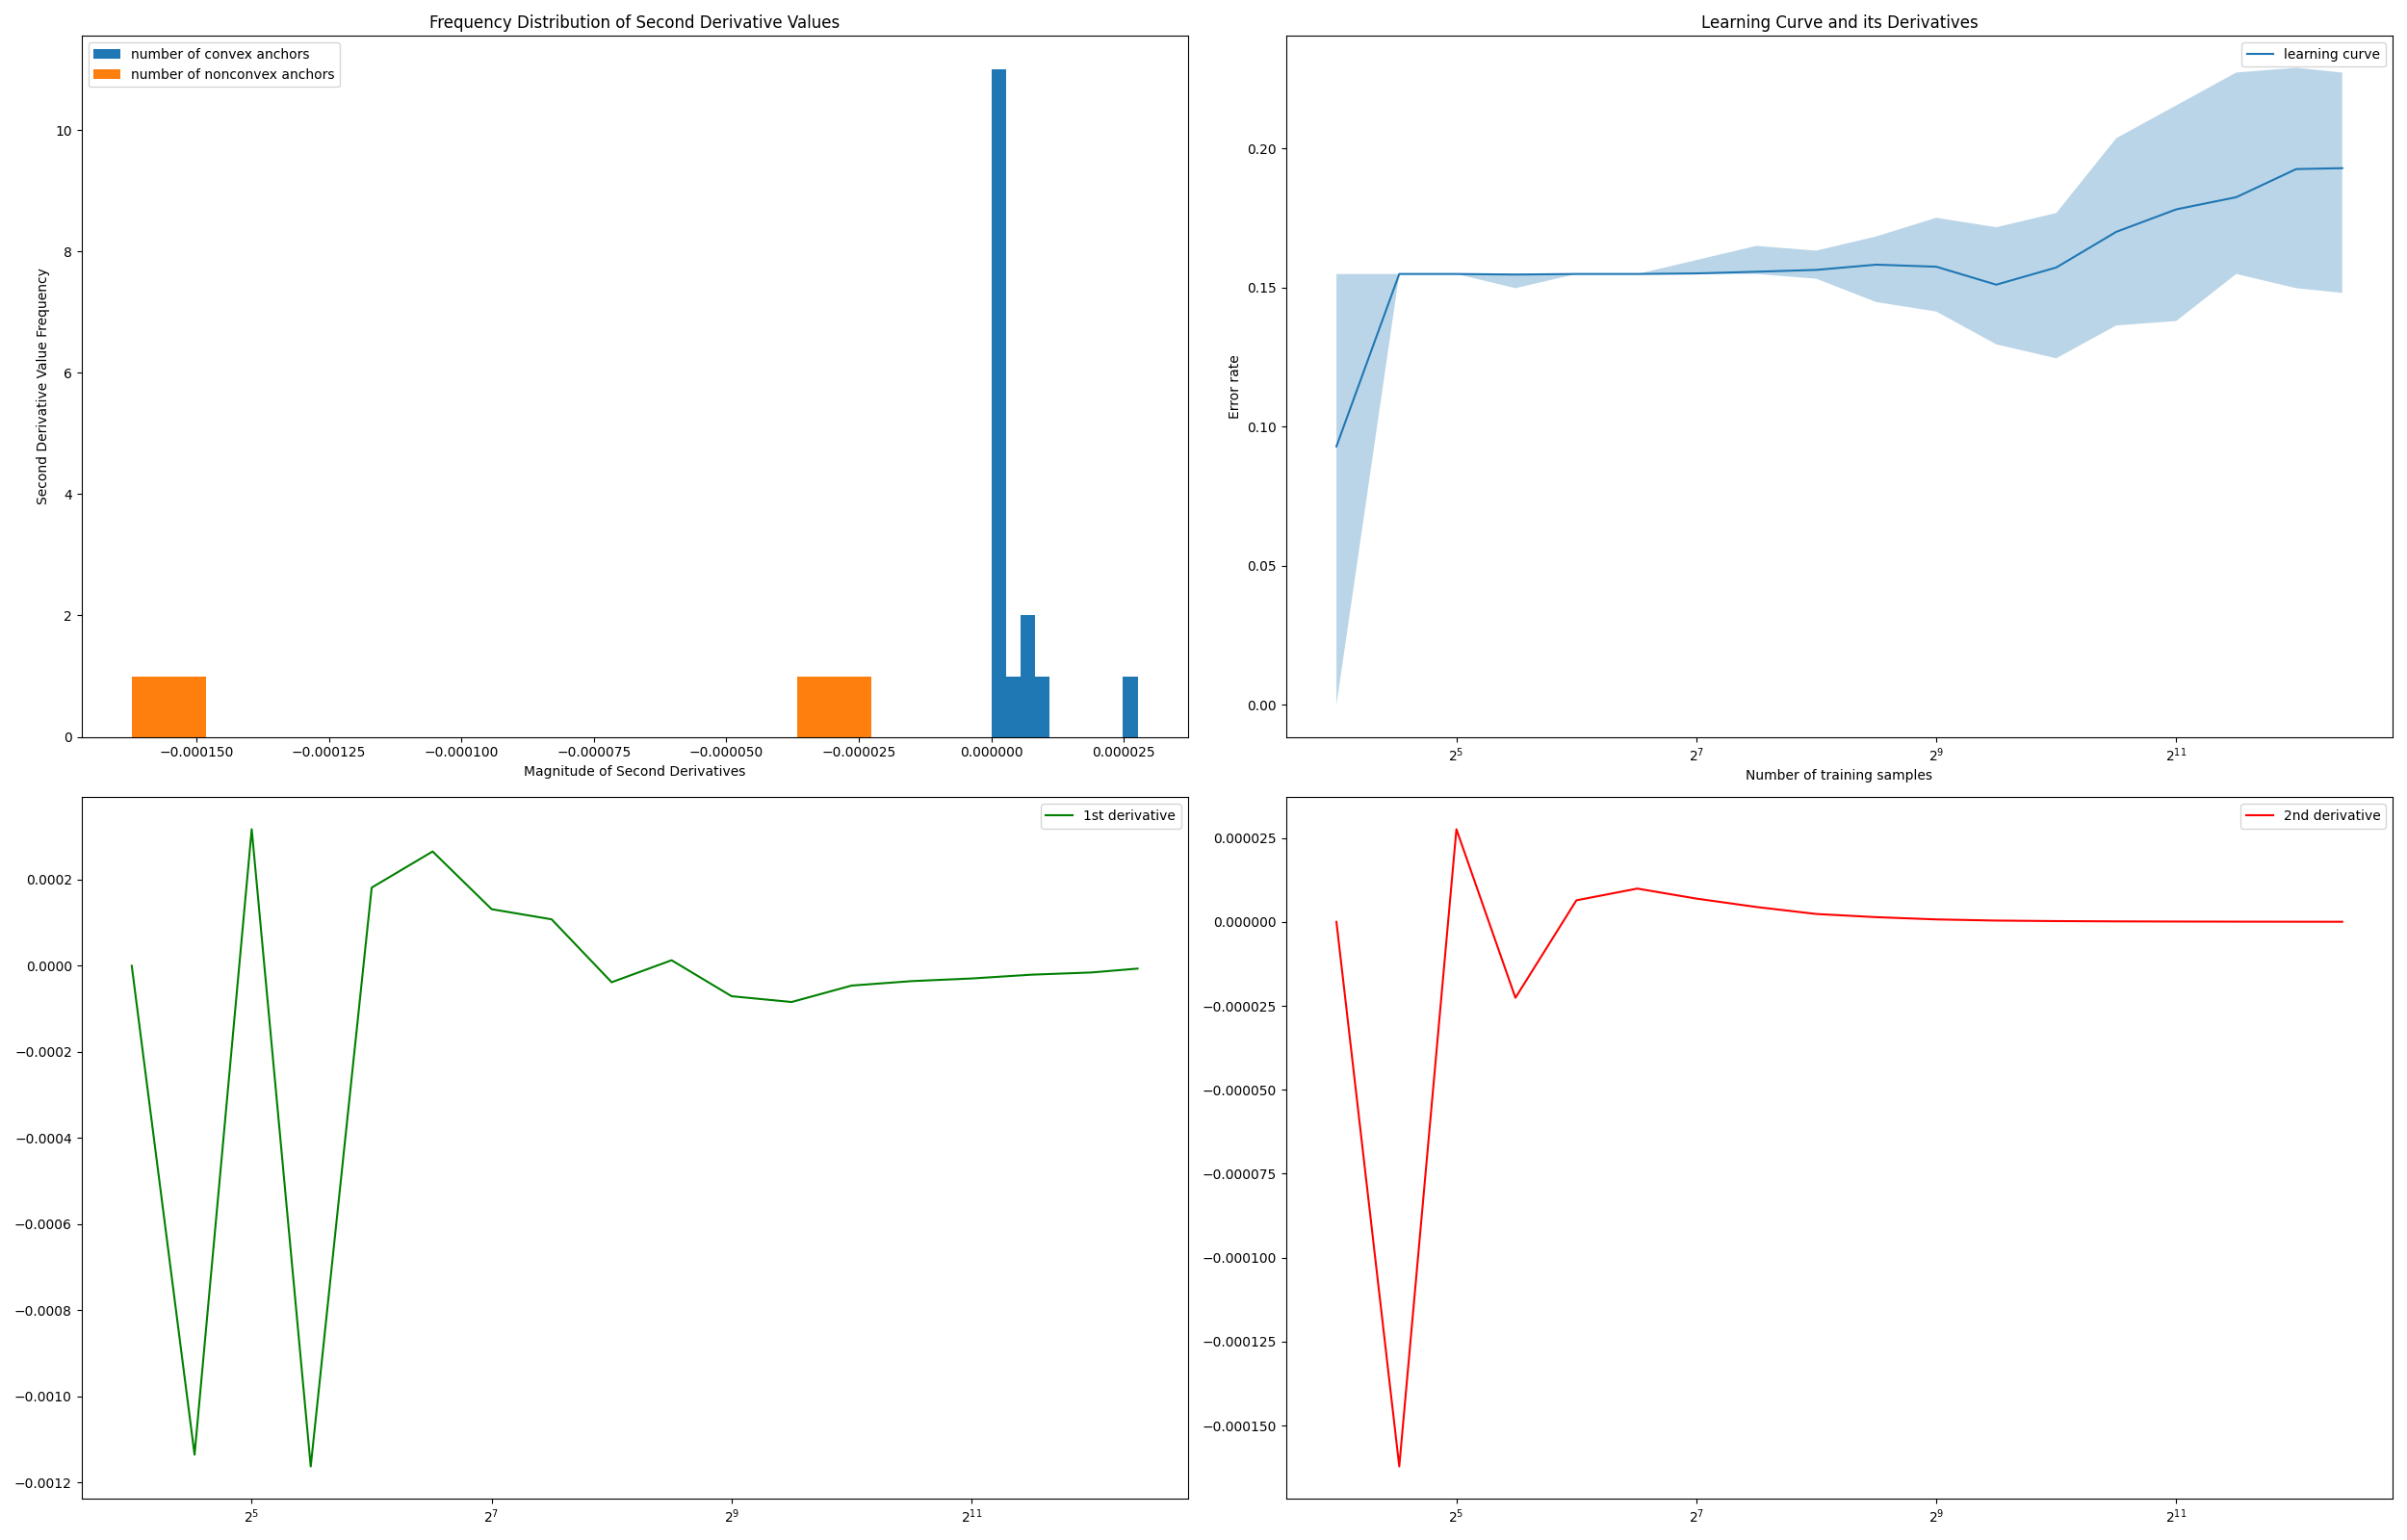 Frequency Distribution of Second Derivative Values
number of convex anchors
number of nonconvex anchors
Second Derivative Value Frequency
10
8
6
4
2
0
−0.000150 −0.000125 −0.000100 −0.000075 −0.000050 −0.000025 0.000000 0.000025
Magnitude of Second Derivatives
Learning Curve and its Derivatives
learning curve
Error rate
0.20
0.15
0.10
0.05
0.00
2⁵ 2⁷ 2⁹ 2¹¹
Number of training samples
1st derivative
0.0002
0.0000
−0.0002
−0.0004
−0.0006
−0.0008
−0.0010
−0.0012
2⁵ 2⁷ 2⁹ 2¹¹
2nd derivative
0.000025
0.000000
−0.000025
−0.000050
−0.000075
−0.000100
−0.000125
−0.000150
2⁵ 2⁷ 2⁹ 2¹¹